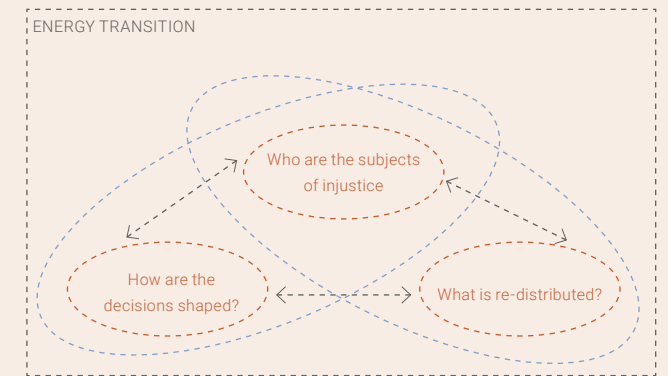 ENERGY TRANSITION
Who are the subjects
of injustice
How are the
decisions shaped?
What is re-distributed?